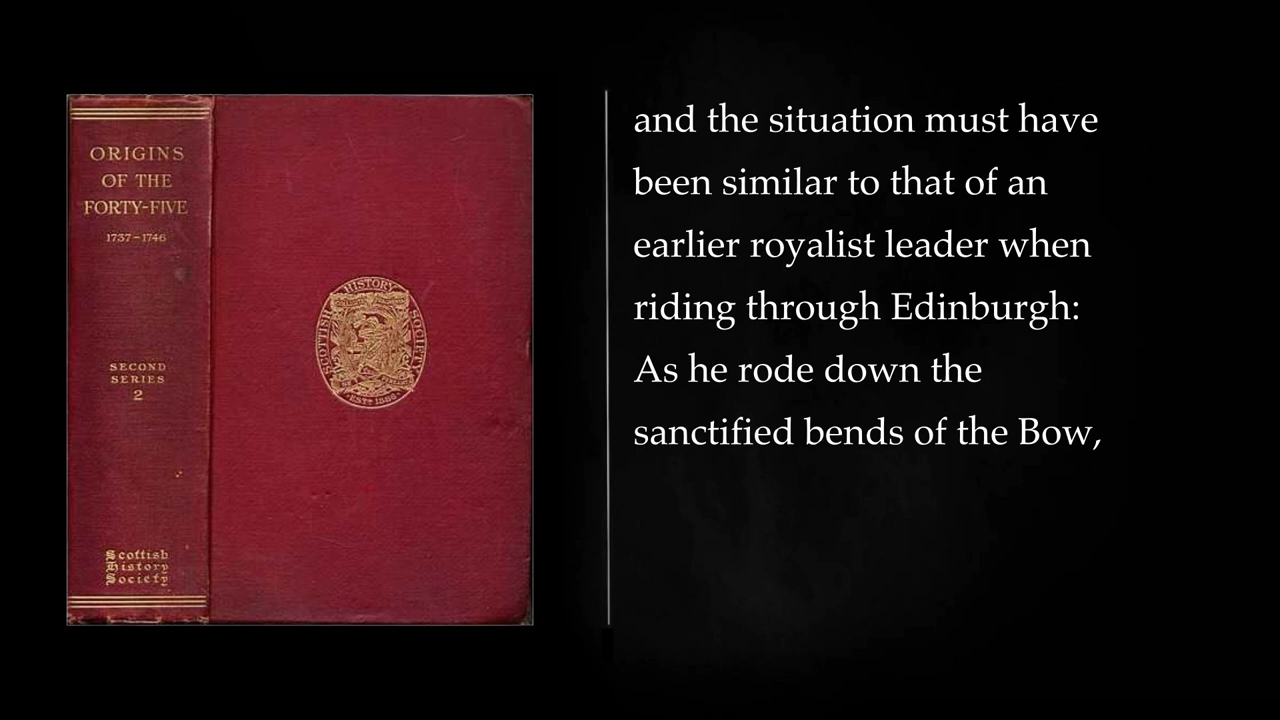 ORIGINS
OF THE
FORTY-FIVE
1737-1746
SECOND
SERIES
2
Scottish
History
Society
SCOTTISH HISTORY SOCIETY
ESTD 1886
and the situation must have
been similar to that of an
earlier royalist leader when
riding through Edinburgh:
As he rode down the
sanctified bends of the Bow,